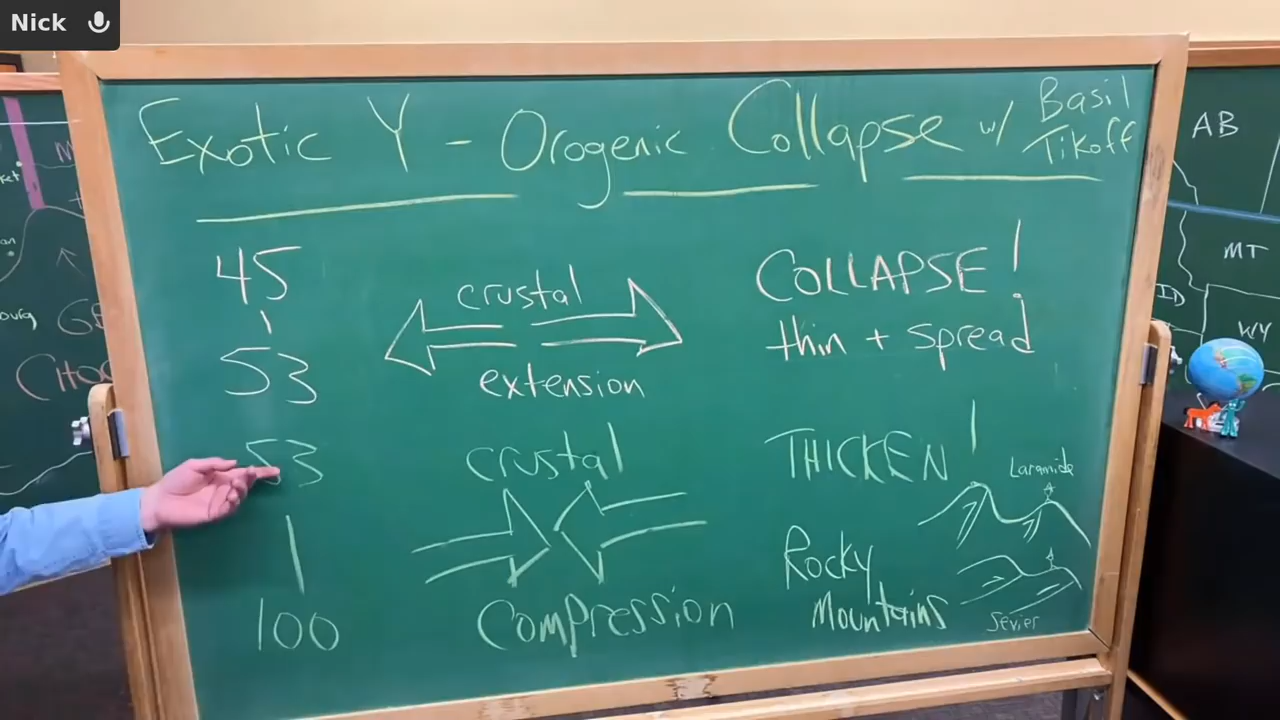 Nick
Exotic Y - Orogenic Collapse w/ Basil Tikoff
45
53
crustal
extension
COLLAPSE!
thin + spread
53
100
crustal
Compression
THICKEN!
Rocky
Mountains
Laramide
Sevier
AB
MT
ID
WY